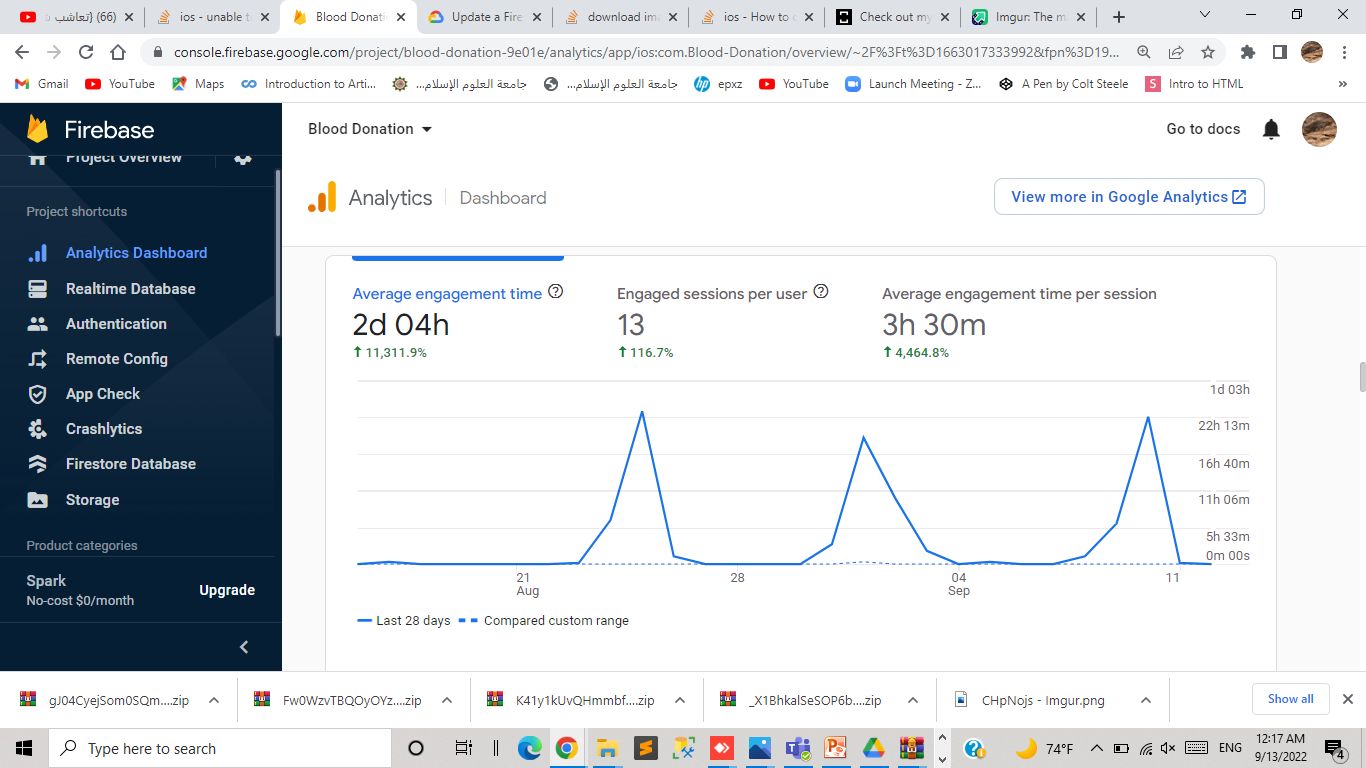 (66) {تعاشب
ios - unable t
Blood Donati
Update a Fire
download ima
ios - How to c
Check out my
Imgur: The m
console.firebase.google.com/project/blood-donation-9e01e/analytics/app/ios:com.Blood-Donation/overview/~2F%3Ft%3D1663017333992&fpn%3D19...
Gmail
YouTube
Maps
Introduction to Arti...
جامعة العلوم الإسلام...
جامعة العلوم الإسلام...
epxz
YouTube
Launch Meeting - Z...
A Pen by Colt Steele
Intro to HTML
Firebase
Blood Donation
Go to docs
Project Overview
Analytics
Dashboard
View more in Google Analytics
Project shortcuts
Analytics Dashboard
Realtime Database
Authentication
Remote Config
App Check
Crashlytics
Firestore Database
Storage
Product categories
Spark
No-cost $0/month
Upgrade
Average engagement time
2d 04h
11,311.9%
Engaged sessions per user
13
116.7%
Average engagement time per session
3h 30m
4,464.8%
1d 03h
22h 13m
16h 40m
11h 06m
5h 33m
0m 00s
21
Aug
28
04
Sep
11
Last 28 days
Compared custom range
gJ04CyejSom0SQm....zip
Fw0WzvTBQOyOYz....zip
K41y1kUvQHmmbf....zip
_X1BhkalSeSOP6b....zip
CHpNojs - Imgur.png
Show all
Type here to search
74°F
ENG
12:17 AM
9/13/2022
4